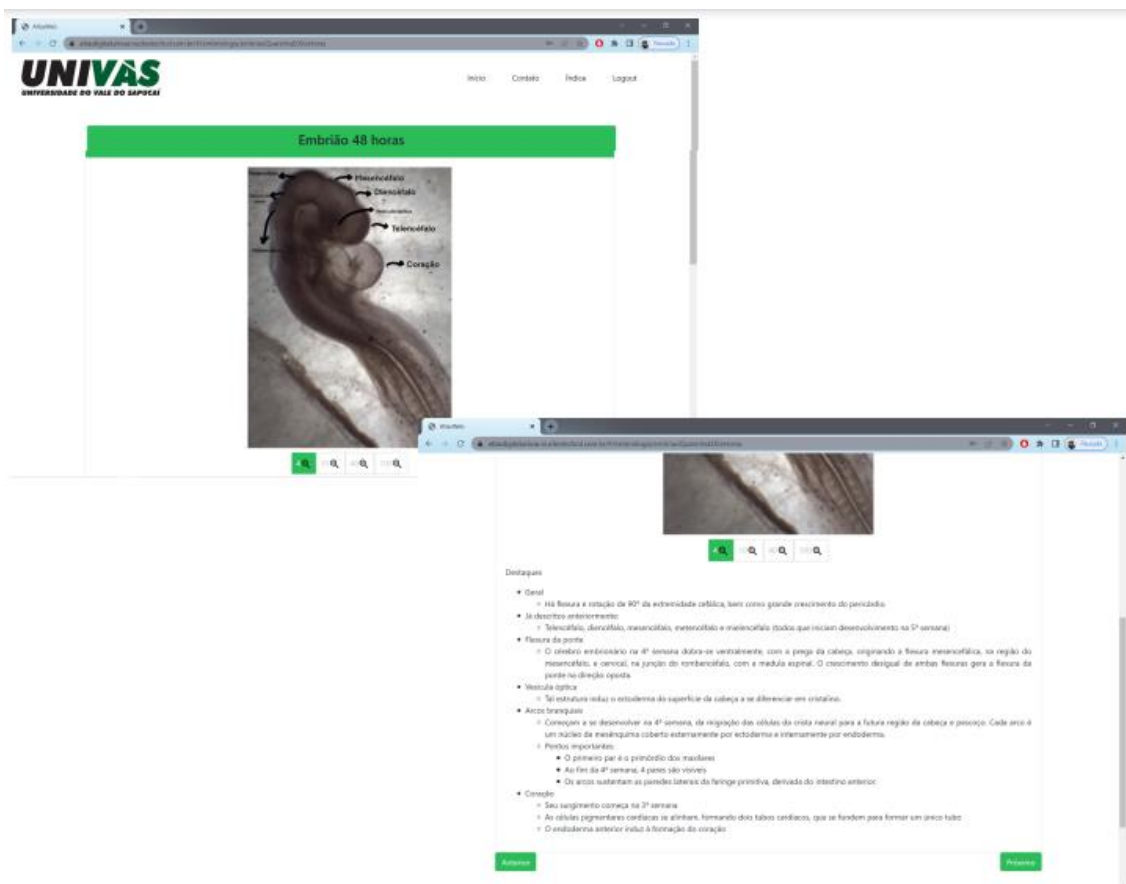 UNIVÁS
UNIVERSIDADE DO VALE DO SAPUCAÍ
Início Contato Índice Logout
Embrião 48 horas
Mesencéfalo
Diencéfalo
Telencéfalo
Coração
Destaques
Geral
Há flexura e rotação de 90° da extremidade cefálica, bem como grande crescimento do pericárdio.
Já descritos anteriormente:
Telencéfalo, diencéfalo, mesencéfalo, metencéfalo e mielencéfalo (todos que iniciam desenvolvimento na 5ª semana)
Flexura da ponte
O cérebro embrionário na 4ª semana dobra-se ventralmente, com a prega da cabeça, originando a flexura mesencefálica, na região do
mesencéfalo, e cervical, na junção do rombencéfalo, com a medula espinal. O crescimento desigual de ambas flexuras gera a flexura da
ponte na direção oposta.
Vesícula óptica
Tal estrutura induz o ectoderma da superfície da cabeça a se diferenciar em cristalino.
Arcos branquiais
Começam a se desenvolver na 4ª semana, da migração das células da crista neural para a futura região da cabeça e pescoço. Cada arco é
um núcleo de mesênquima coberto externamente por ectoderma e internamente por endoderma.
Pontos importantes:
O primeiro par é o primórdio dos maxilares
Ao fim da 4ª semana, 4 pares são visíveis
Os arcos sustentam as paredes laterais da faringe primitiva, derivada do intestino anterior.
Coração
Seu surgimento começa na 3ª semana
As células pigmentares cardíacas se alinham, formando dois tubos cardíacos, que se fundem para formar um único tubo
O endoderma anterior induz à formação do coração
Anterior Próximo